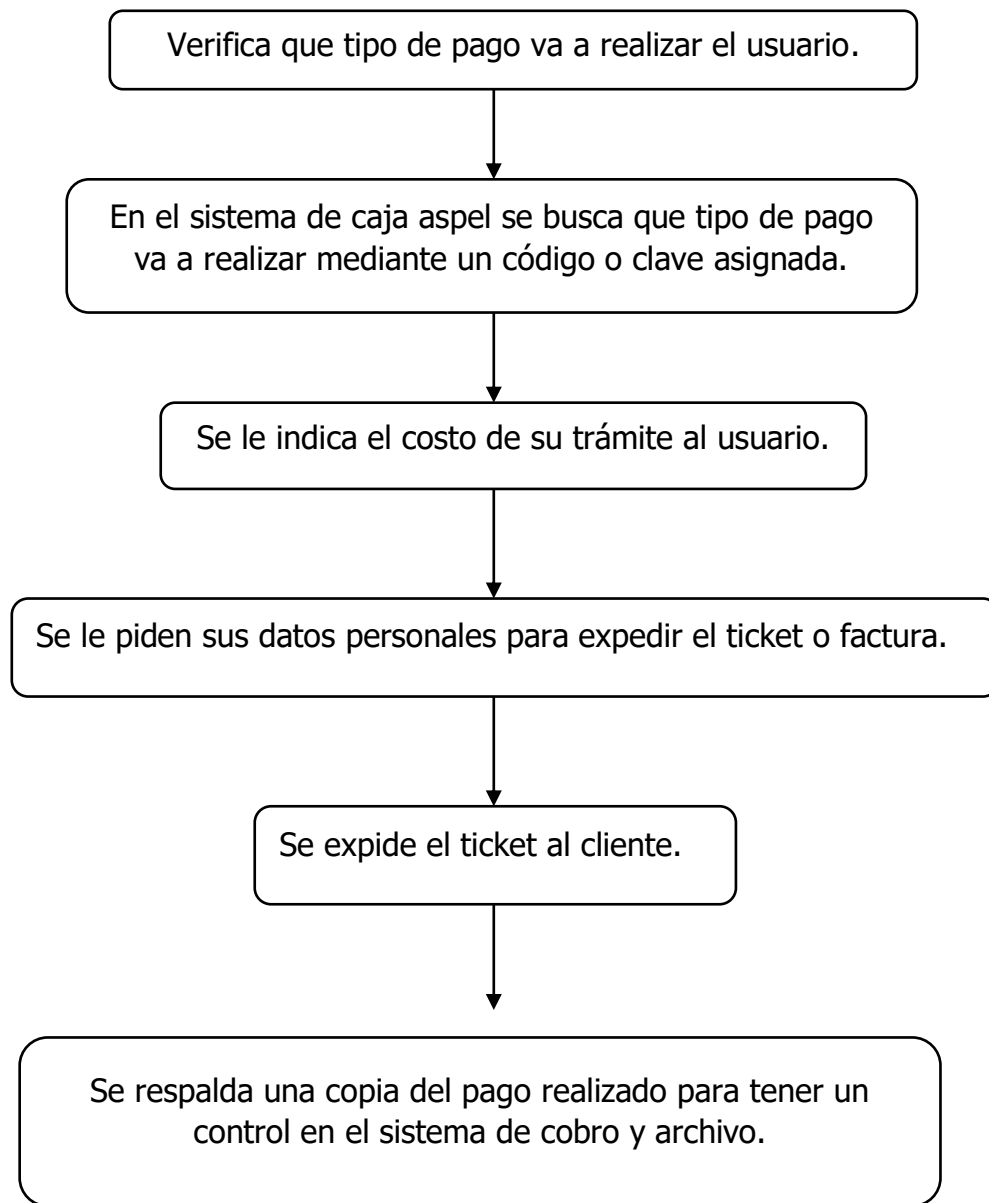 Verifica que tipo de pago va a realizar el usuario.
En el sistema de caja aspel se busca que tipo de pago
va a realizar mediante un código o clave asignada.
Se le indica el costo de su trámite al usuario.
Se le piden sus datos personales para expedir el ticket o factura.
Se expide el ticket al cliente.
Se respalda una copia del pago realizado para tener un
control en el sistema de cobro y archivo.